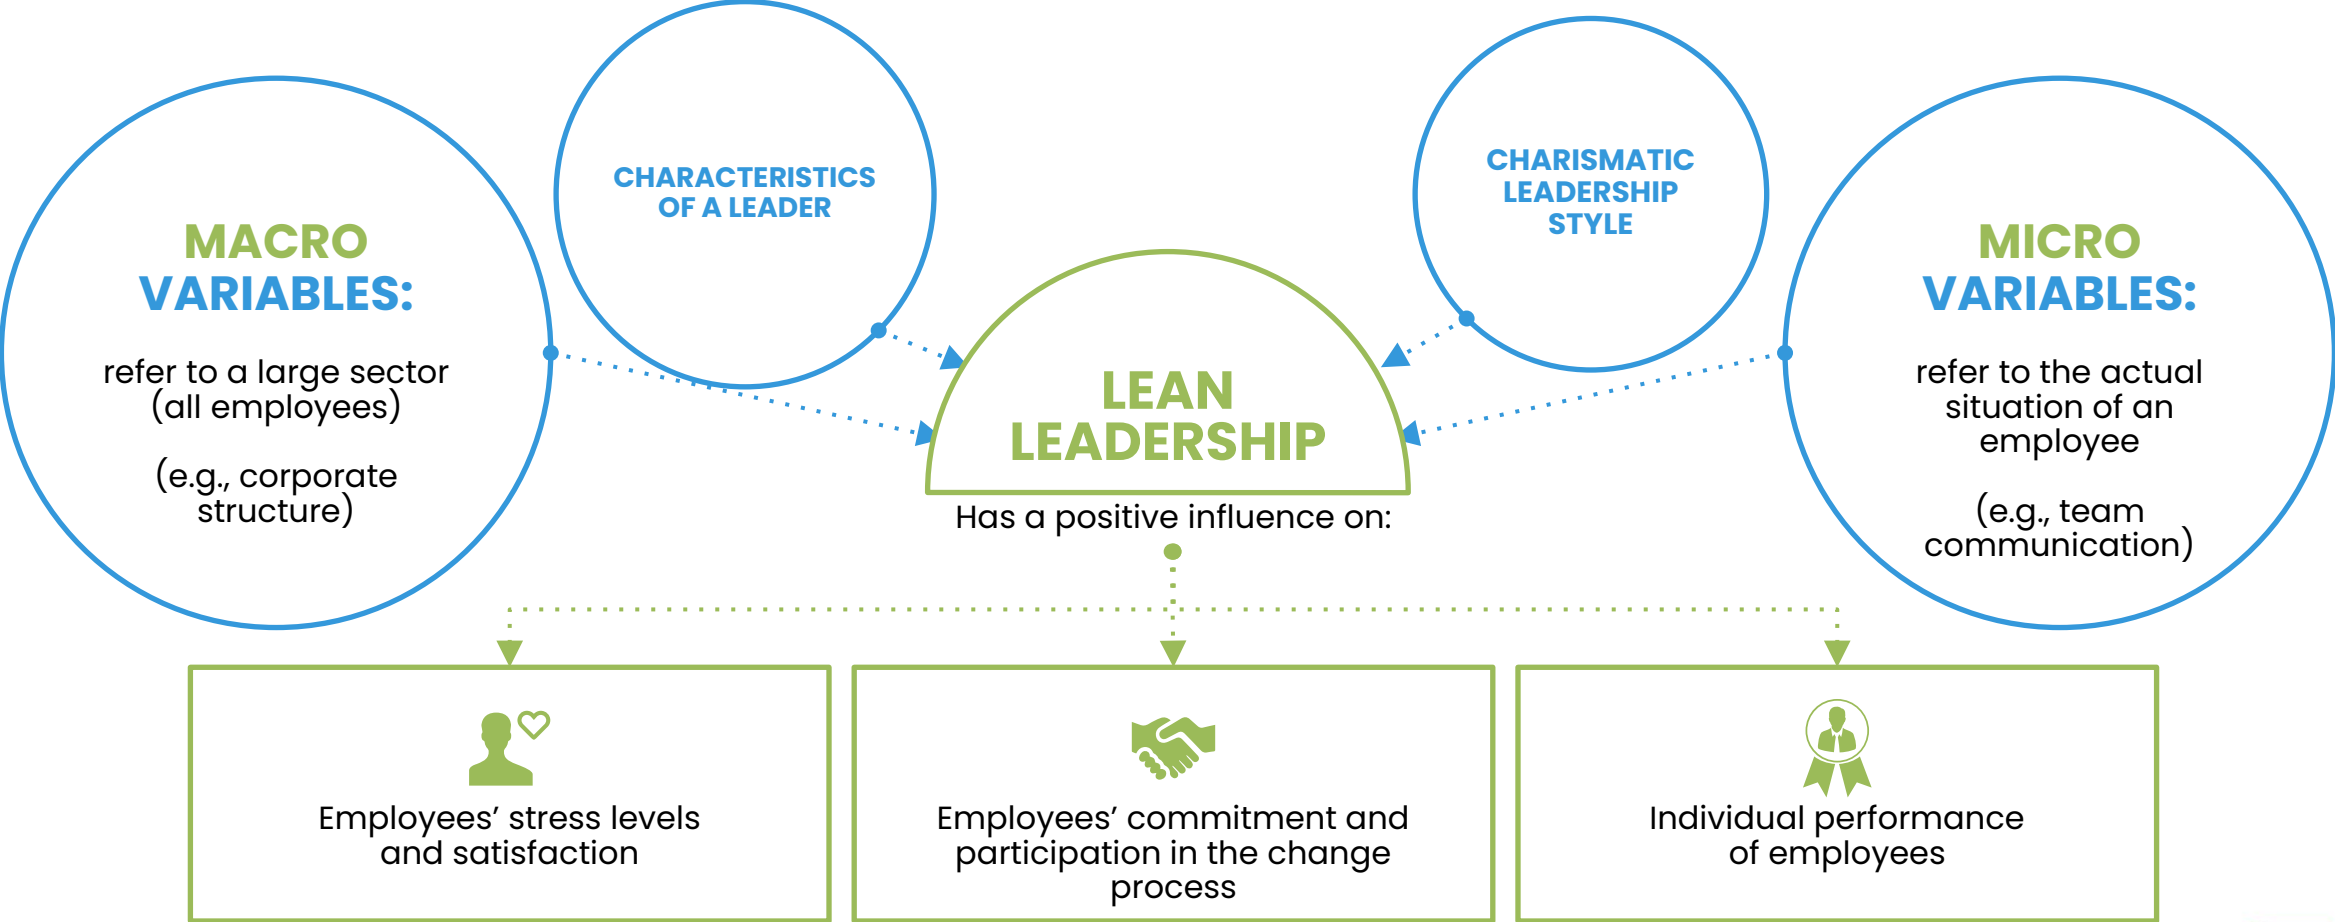 MACRO
VARIABLES:
refer to a large sector
(all employees)
(e.g., corporate
structure)
CHARACTERISTICS
OF A LEADER
LEAN
LEADERSHIP
Has a positive influence on:
CHARISMATIC
LEADERSHIP
STYLE
MICRO
VARIABLES:
refer to the actual
situation of an
employee
(e.g., team
communication)
Employees’ stress levels
and satisfaction
Employees’ commitment and
participation in the change
process
Individual performance
of employees